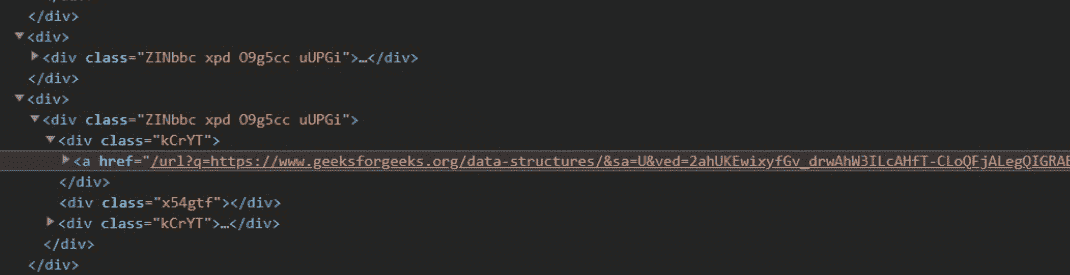 </div>
▼<div>
▶<div class="ZINbbc xpd O9g5cc uUPGi">…</div>
</div>
▼<div>
▼<div class="ZINbbc xpd O9g5cc uUPGi">
▼<div class="kCrYT">
▶<a href="/url?q=https://www.geeksforgeeks.org/data-structures/&sa=U&ved=2ahUKEwixyfGv_drwAhW3ILcAHfT-CLoQFjALegQIGRAB
</div>
<div class="x54gtf"></div>
▶<div class="kCrYT">…</div>
</div>
</div>